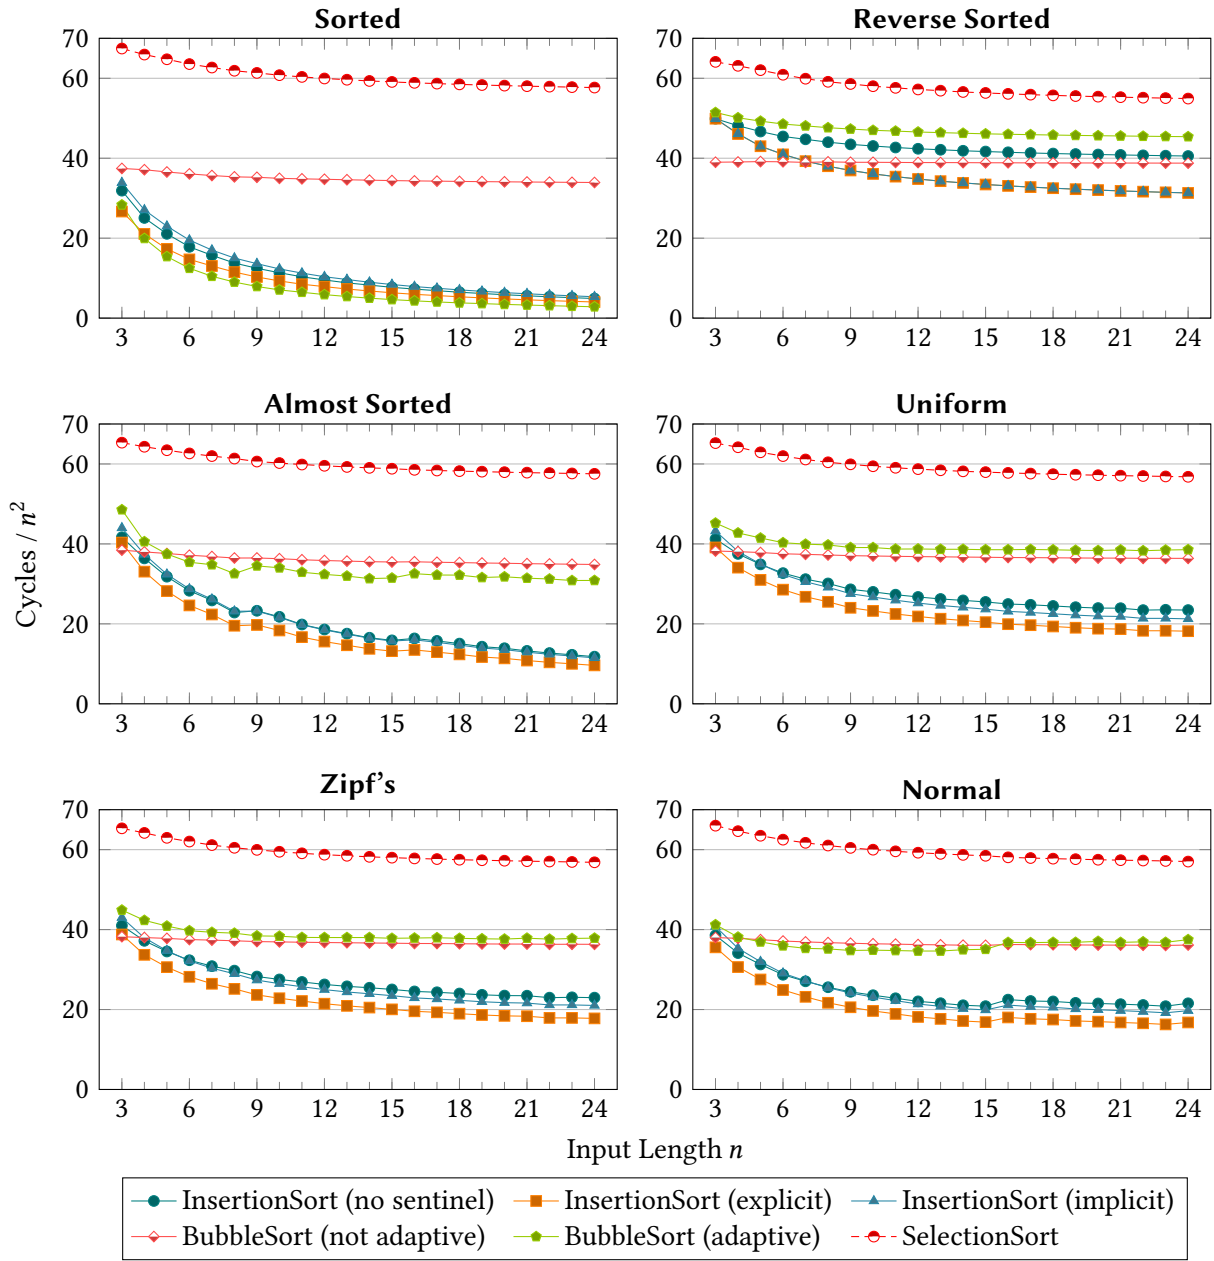 Sorted
Reverse Sorted
70
60
40
20
0
3 6 9 12 15 18 21 24
70
60
40
20
0
3 6 9 12 15 18 21 24
Almost Sorted
Uniform
Cycles / n²
70
60
40
20
0
3 6 9 12 15 18 21 24
70
60
40
20
0
3 6 9 12 15 18 21 24
Zipf's
Normal
70
60
40
20
0
3 6 9 12 15 18 21 24
70
60
40
20
0
3 6 9 12 15 18 21 24
Input Length n
InsertionSort (no sentinel) InsertionSort (explicit) InsertionSort (implicit)
BubbleSort (not adaptive) BubbleSort (adaptive) SelectionSort